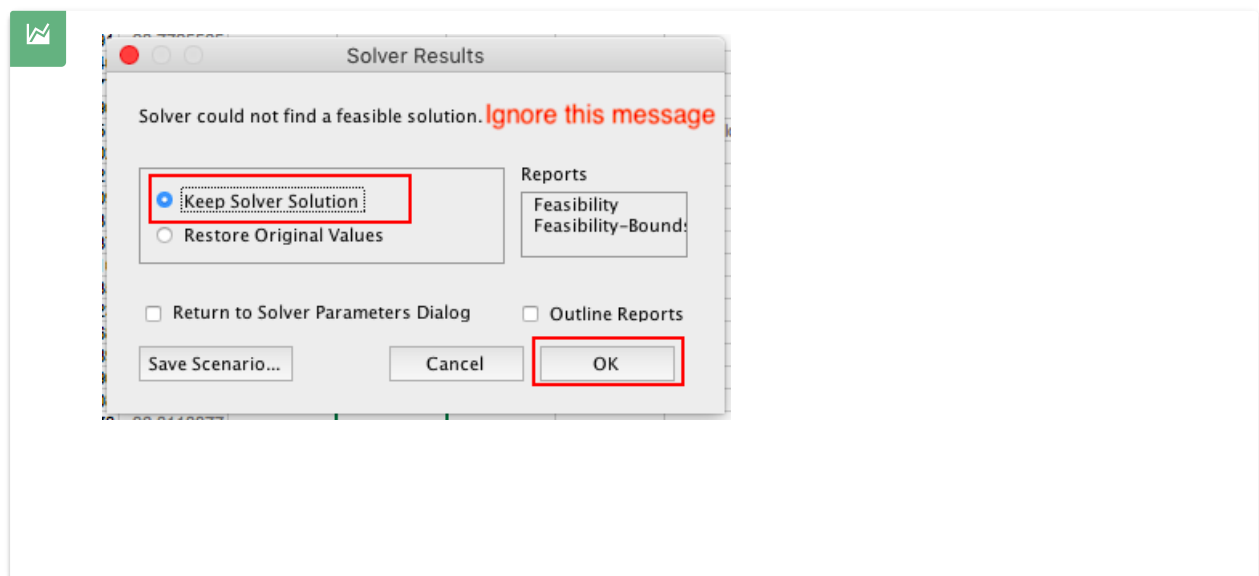 Solver Results
Solver could not find a feasible solution. Ignore this message
Keep Solver Solution
Restore Original Values
Reports
Feasibility
Feasibility-Bounds
Return to Solver Parameters Dialog
Outline Reports
Save Scenario...
Cancel
OK